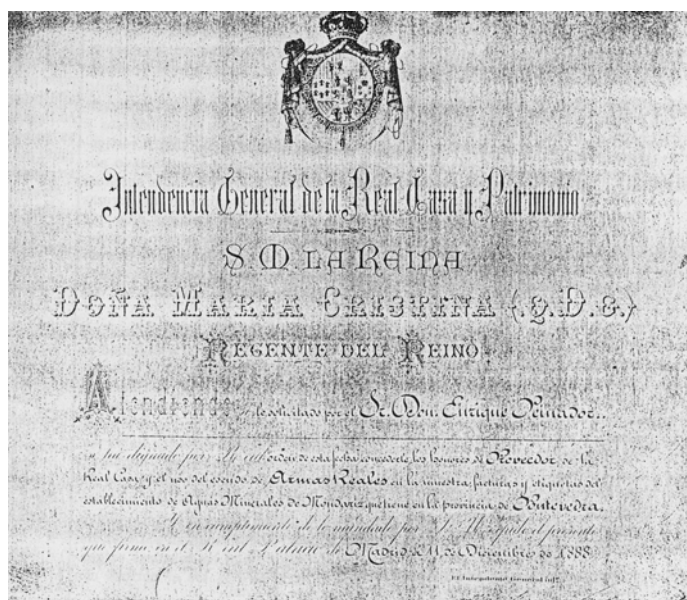 Intendencia General de la Real Casa y Patrimonio
S. M. LA REINA
DOÑA MARIA CRISTINA (.q.D.G.)
REGENTE DEL REINO
Atendiendo a lo solicitado por el Sr. Don Enrique Peinador..
se ha dignado por Real orden de esta fecha concederle los honores de Proveedor de la
Real Casa y el uso del escudo de Armas Reales en la muestra, facturas y etiquetas del
establecimiento de Aguas Minerales de Mondariz que tiene en la provincia de Pontevedra.
Y en cumplimiento de lo mandado por S. M. expido el presente
que firmo en el Real Palacio de Madrid a 11 de Diciembre de 1888
El Intendente General